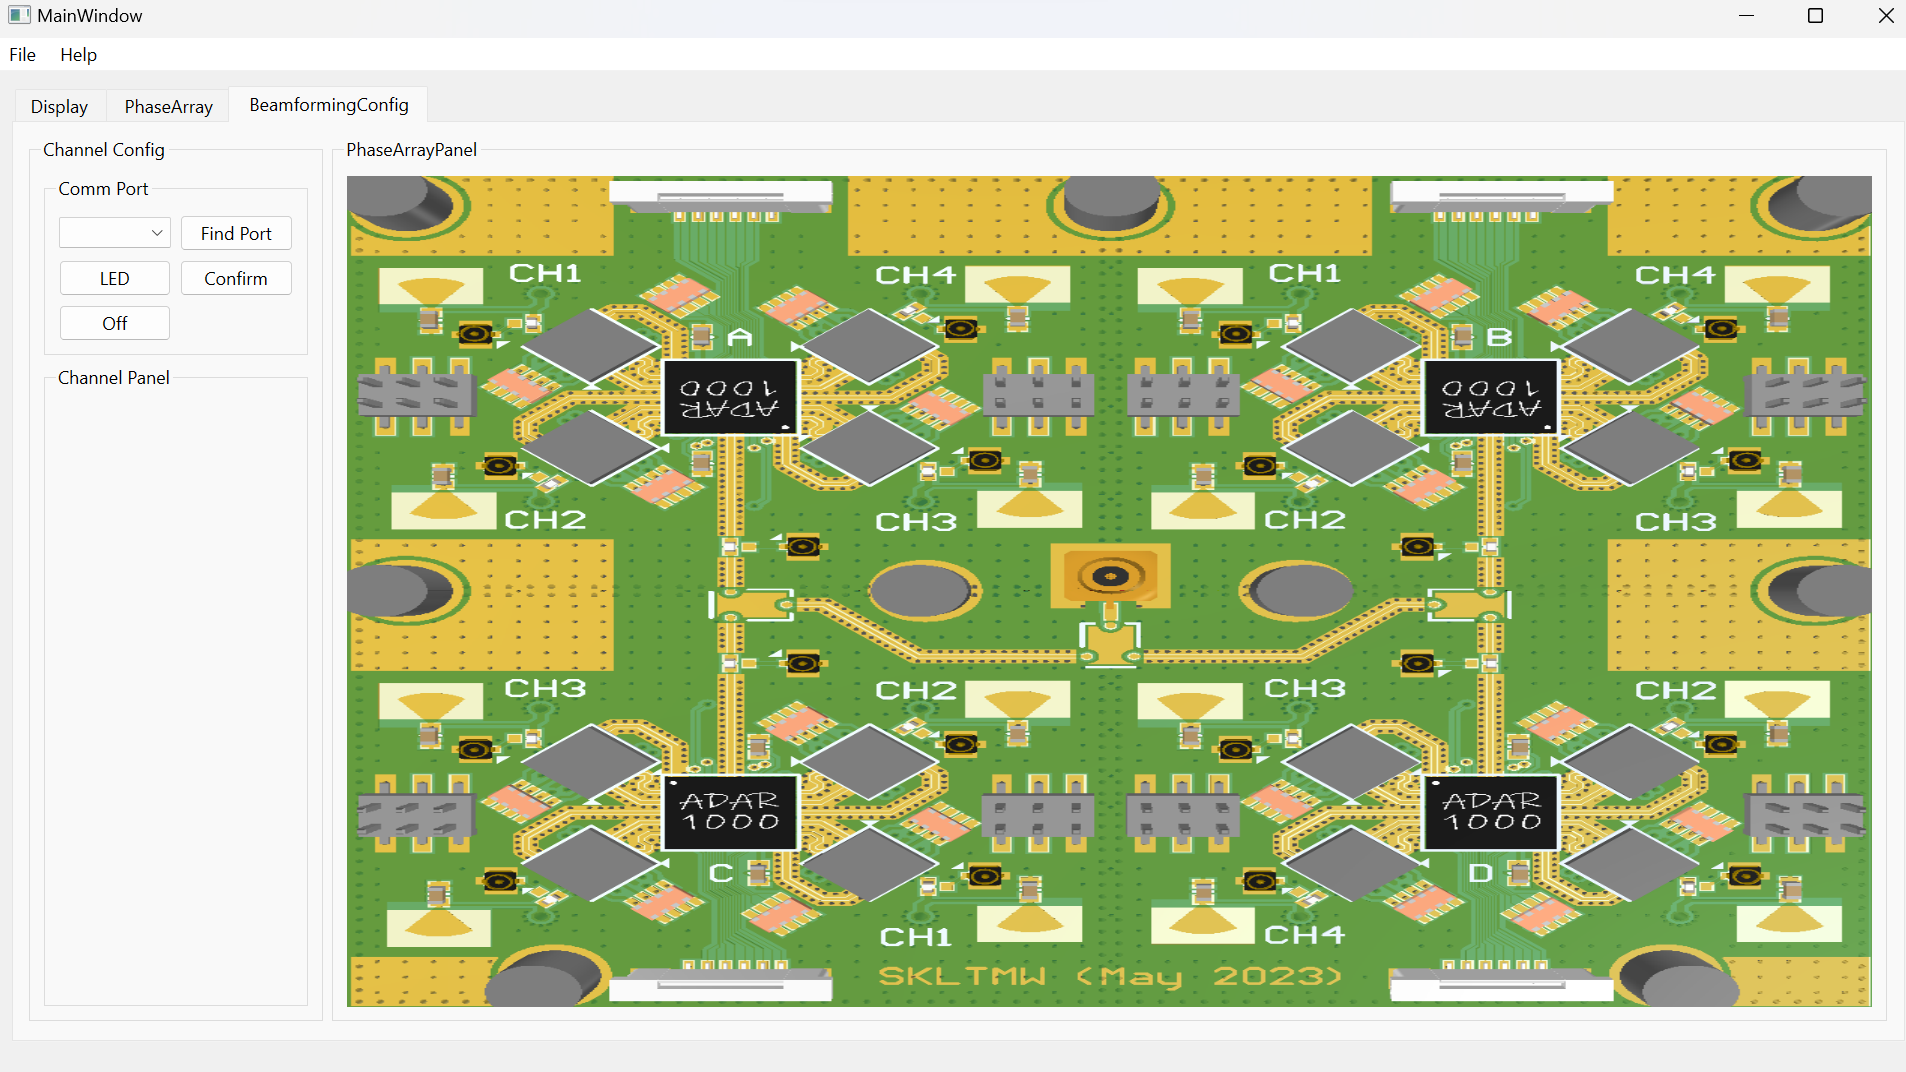 MainWindow
File Help
Display PhaseArray BeamformingConfig
Channel Config
Comm Port
Find Port
LED Confirm
Off
Channel Panel
PhaseArrayPanel
CH1 CH4 CH1 CH4
A B
ADAR
1000
ADAR
1000
CH2 CH3 CH2 CH3
CH3 CH2 CH3 CH2
ADAR
1000
ADAR
1000
C D
CH1 CH4
SKLTMW (May 2023)